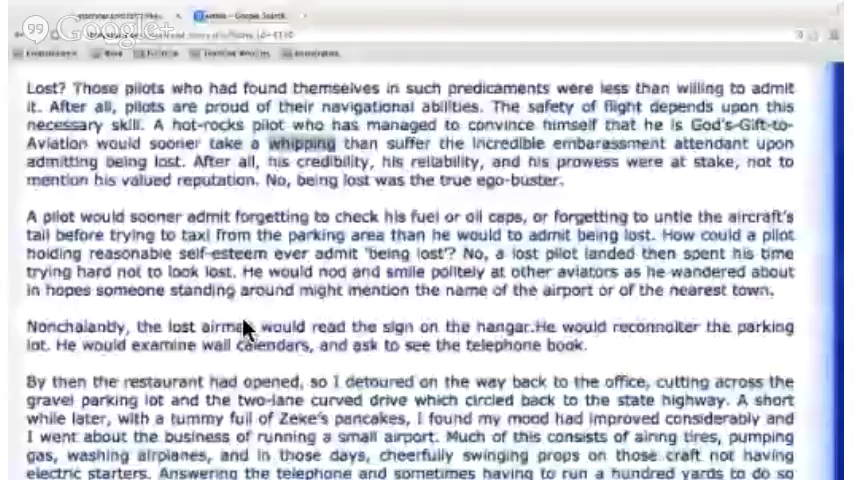 Google+
Lost? Those pilots who had found themselves in such predicaments were less than willing to admit
it. After all, pilots are proud of their navigational abilities. The safety of flight depends upon this
necessary skill. A hot-rocks pilot who has managed to convince himself that he is God's-Gift-to-
Aviation would sooner take a whipping than suffer the incredible embarassment attendant upon
admitting being lost. After all, his credibility, his reliability, and his prowess were at stake, not to
mention his valued reputation. No, being lost was the true ego-buster.
A pilot would sooner admit forgetting to check his fuel or oil caps, or forgetting to untie the aircraft's
tail before trying to taxi from the parking area than he would to admit being lost. How could a pilot
holding reasonable self-esteem ever admit 'being lost'? No, a lost pilot landed then spent his time
trying hard not to look lost. He would nod and smile politely at other aviators as he wandered about
in hopes someone standing around might mention the name of the airport or of the nearest town.
Nonchalantly, the lost airman would read the sign on the hangar.He would reconnoiter the parking
lot. He would examine wall calendars, and ask to see the telephone book.
By then the restaurant had opened, so I detoured on the way back to the office, cutting across the
gravel parking lot and the two-lane curved drive which circled back to the state highway. A short
while later, with a tummy full of Zeke's pancakes, I found my mood had improved considerably and
I went about the business of running a small airport. Much of this consists of airing tires, pumping
gas, washing airplanes, and in those days, cheerfully swinging props on those craft not having
electric starters. Answering the telephone and sometimes having to run a hundred yards to do so